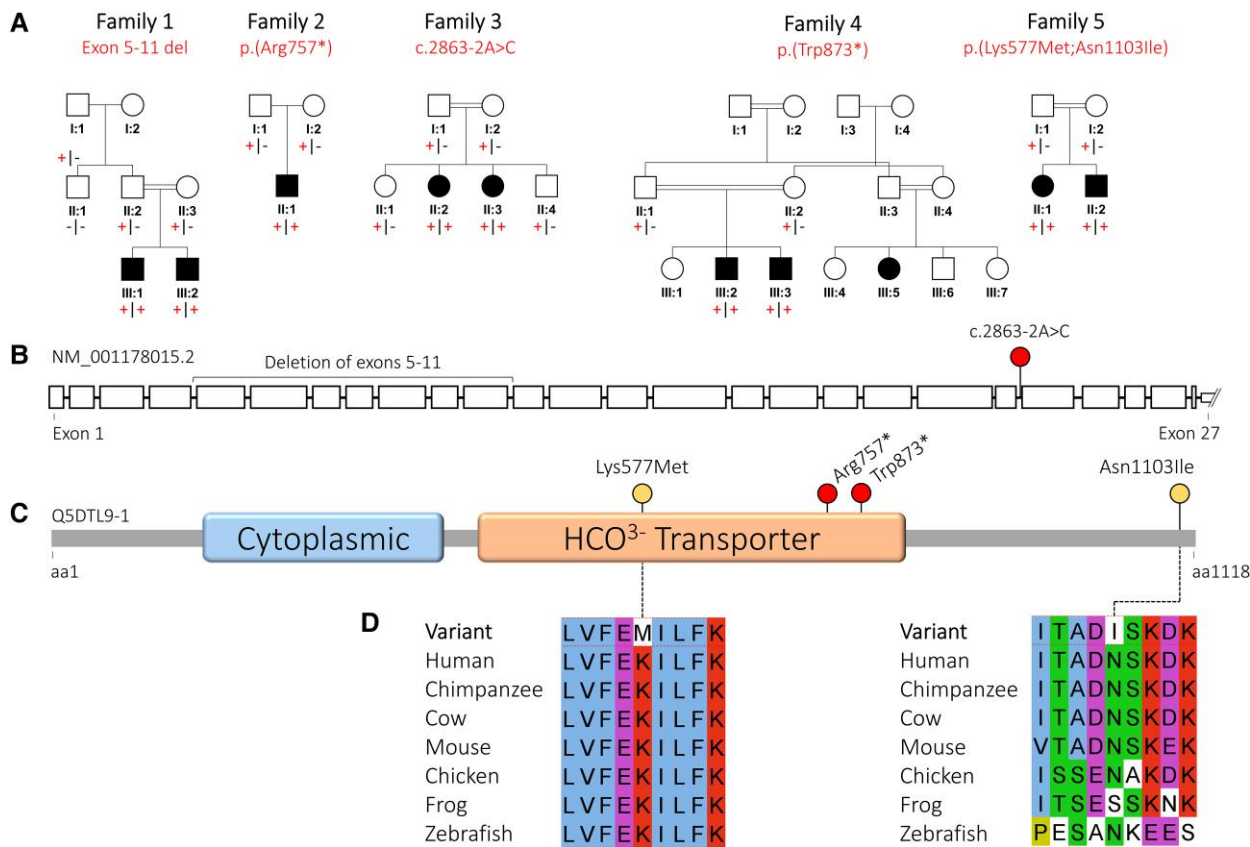 A
Family 1 Family 2 Family 3 Family 4 Family 5
Exon 5-11 del p.(Arg757*) c.2863-2A>C p.(Trp873*) p.(Lys577Met;Asn1103Ile)
I:1 I:2 I:1 I:2 I:1 I:2 I:1 I:2 I:3 I:4 I:1 I:2
+|- +|- +|- +|- +|- +|- +|-
II:1 II:2 II:3 II:1 II:1 II:2 II:3 II:4 II:1 II:2 II:3 II:4 II:1 II:2
-|- +|- +|- +|+ +|- +|+ +|+ +|- +|- +|- +|+ +|+
III:1 III:2 III:1 III:2 III:3 III:4 III:5 III:6 III:7
+|+ +|+ +|+ +|+
B
NM_001178015.2
Deletion of exons 5-11
c.2863-2A>C
Exon 1 Exon 27
C
Lys577Met Arg757* Trp873* Asn1103Ile
Q5DTL9-1
Cytoplasmic HCO3- Transporter
aa1 aa1118
D
Variant LVFEMILFK Variant ITADISKDK
Human LVFEKILFK Human ITADNSKDK
Chimpanzee LVFEKILFK Chimpanzee ITADNSKDK
Cow LVFEKILFK Cow ITADNSKDK
Mouse LVFEKILFK Mouse VTADNSKEK
Chicken LVFEKILFK Chicken ISSENAKDK
Frog LVFEKILFK Frog ITSESSKNK
Zebrafish LVFEKILFK Zebrafish PESANKEES